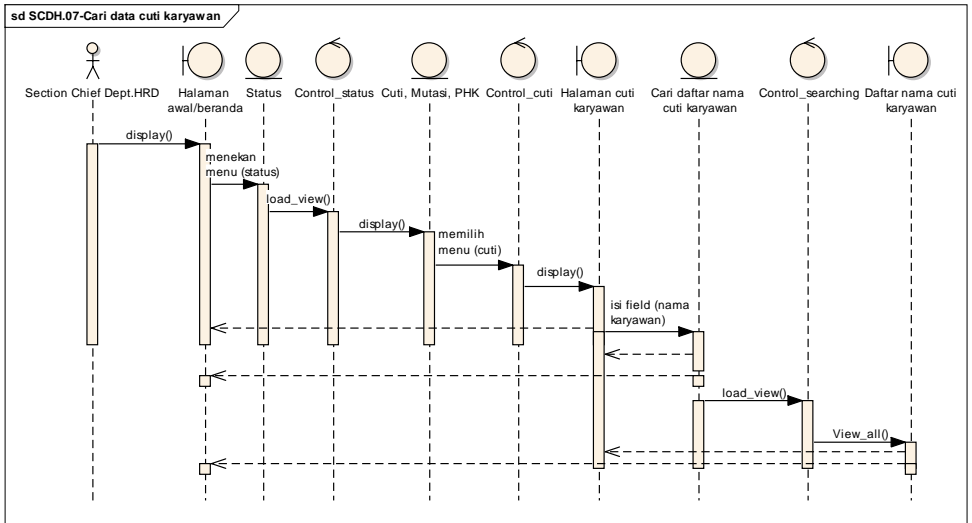 sd SCDH.07-Cari data cuti karyawan
Section Chief Dept.HRD
Halaman
awal/beranda
Status
Control_status
Cuti, Mutasi, PHK
Control_cuti
Halaman cuti
karyawan
Cari daftar nama
cuti karyawan
Control_searching
Daftar nama cuti
karyawan
display()
menekan
menu (status)
load_view()
display()
memilih
menu (cuti)
display()
isi field (nama
karyawan)
load_view()
View_all()